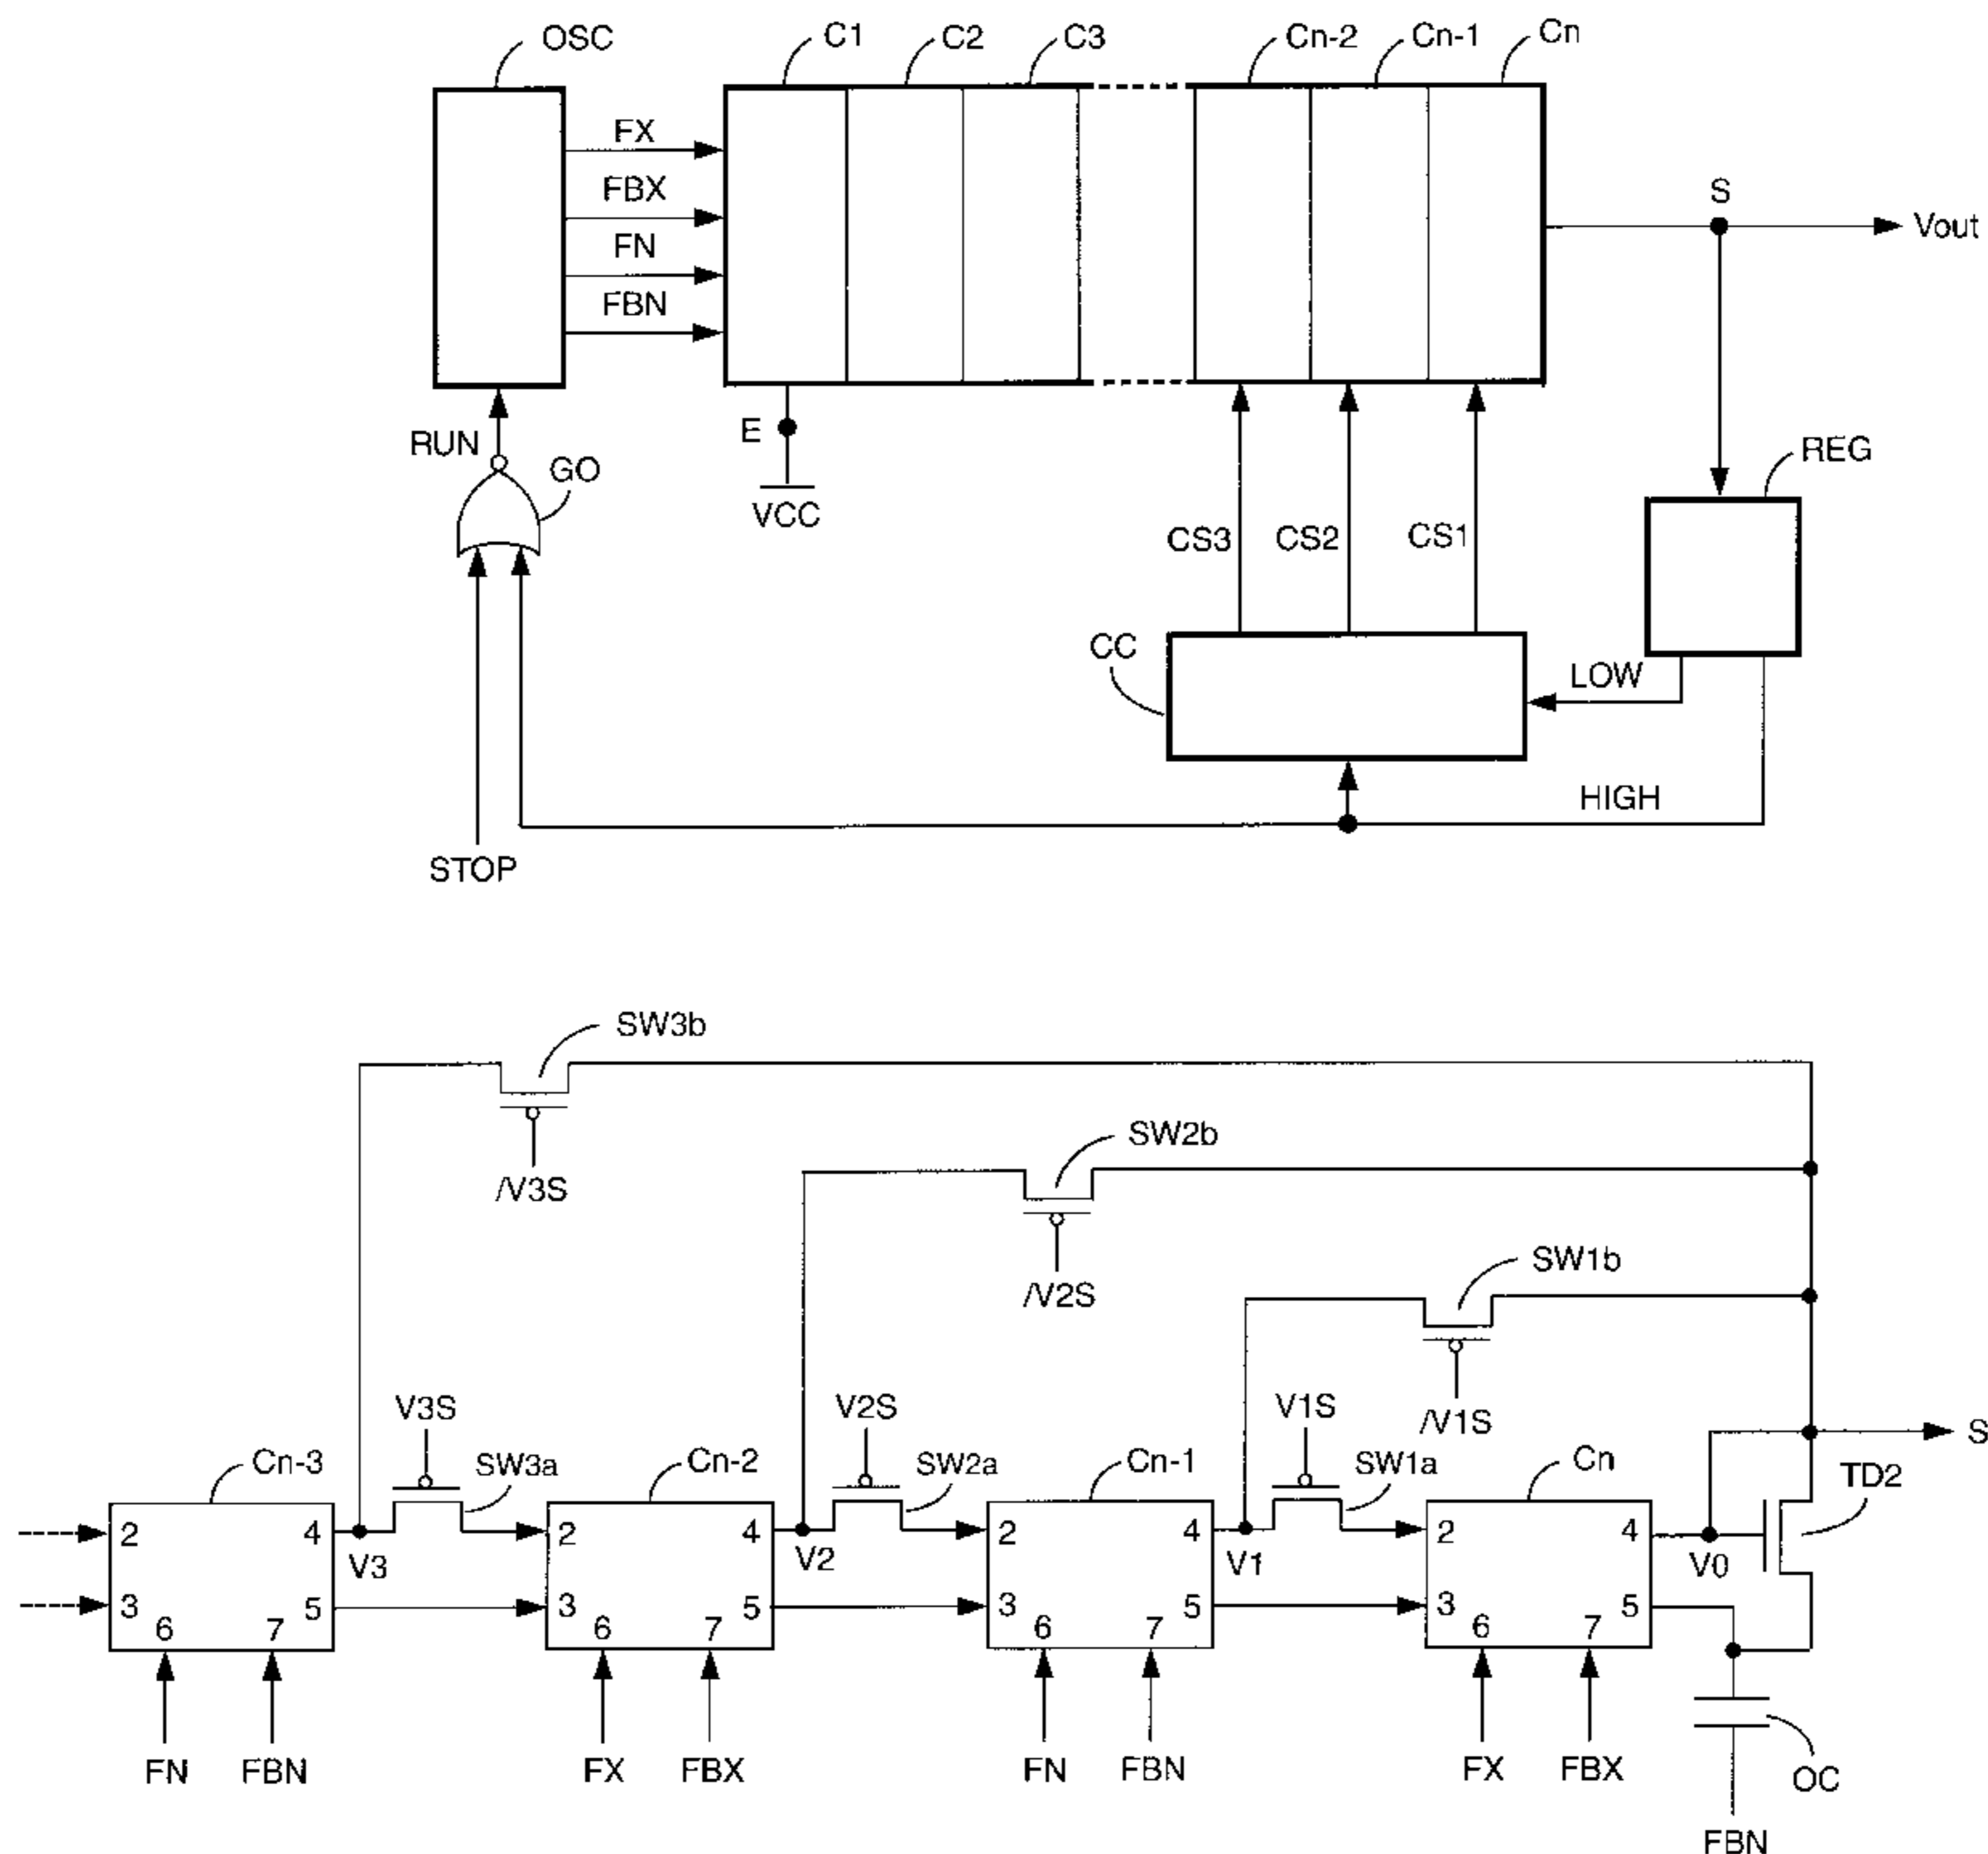 OSC
C1
C2
C3
Cn-2
Cn-1
Cn
FX
FBX
FN
FBN
S
Vout
E
VCC
RUN
GO
REG
CS3
CS2
CS1
CC
LOW
HIGH
STOP
SW3b
/V3S
SW2b
/V2S
SW1b
/V1S
V3S
V2S
V1S
Cn-3
SW3a
Cn-2
SW2a
Cn-1
SW1a
Cn
S
TD2
2
4
2
4
2
4
2
4
V3
V2
V1
V0
3
5
3
5
3
5
3
5
6
7
6
7
6
7
6
7
FN
FBN
FX
FBX
FN
FBN
FX
FBX
OC
FBN